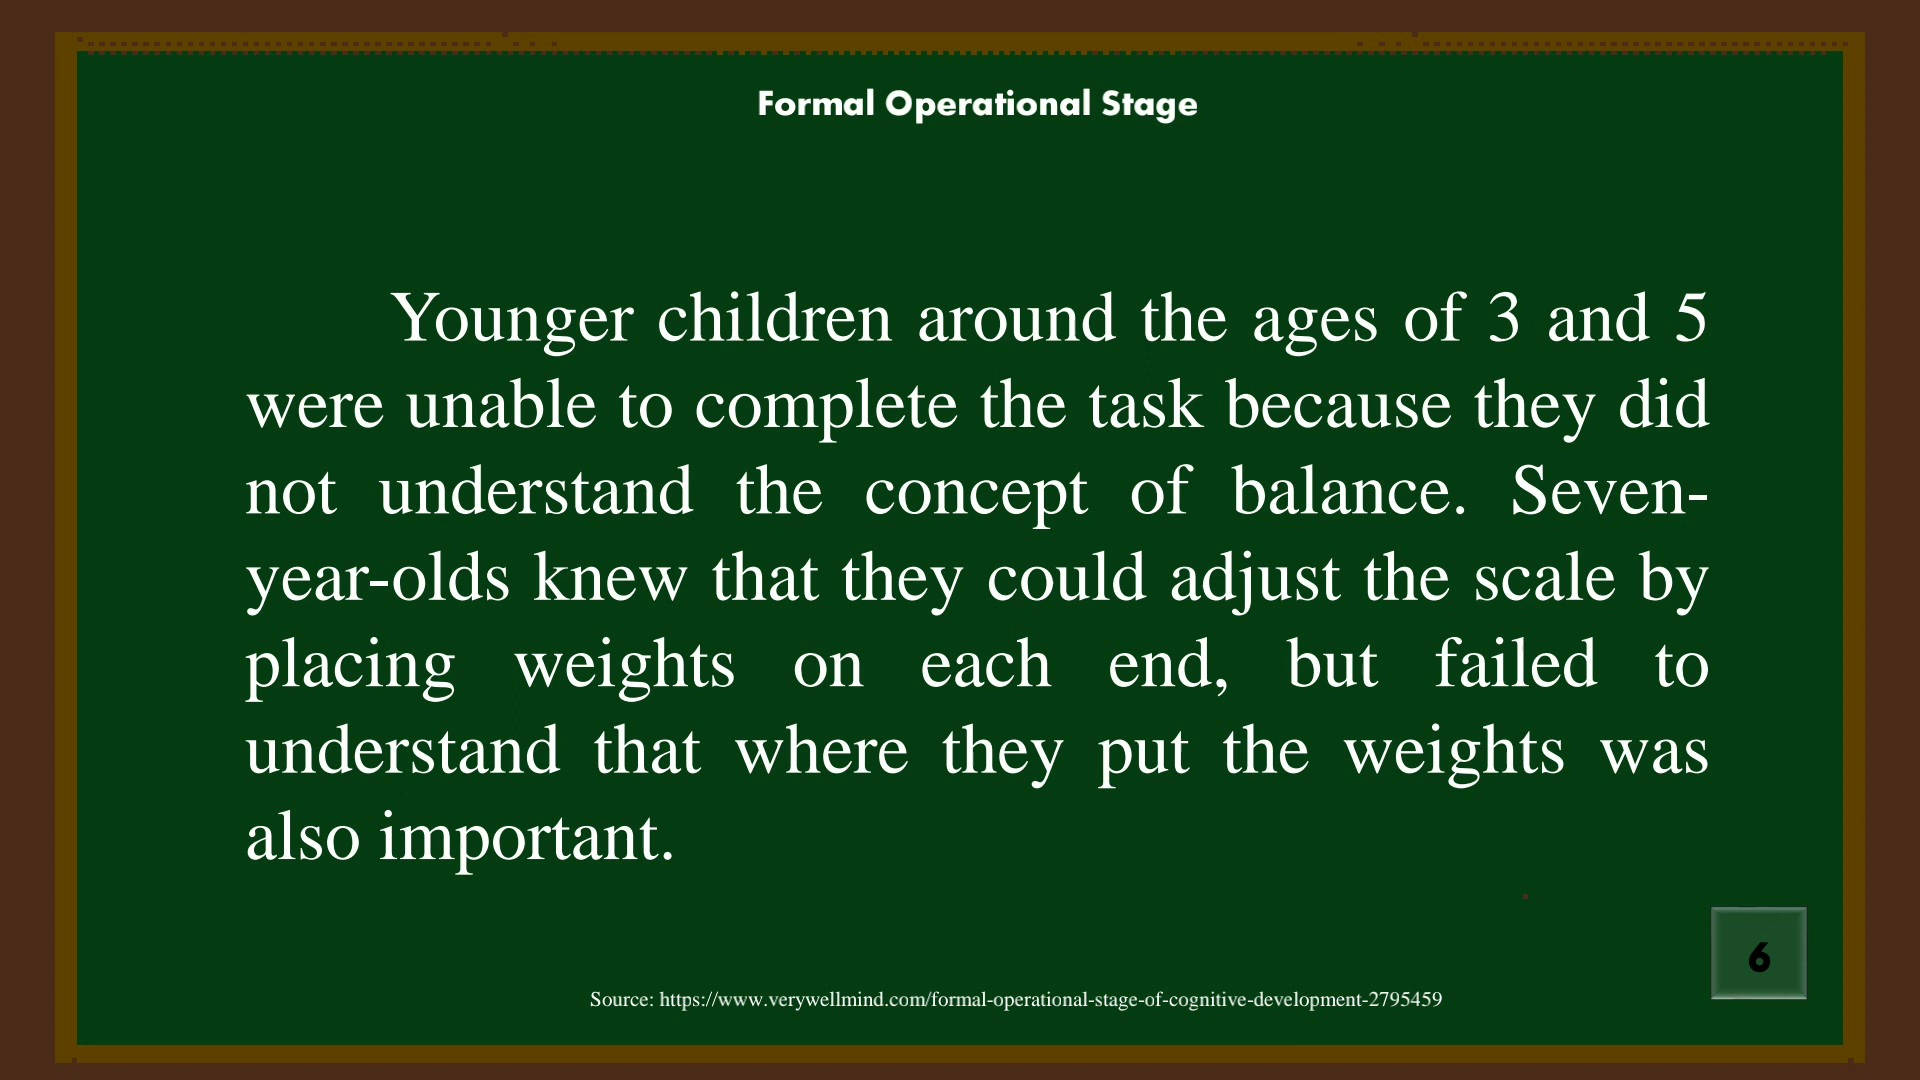 Formal Operational Stage
Younger children around the ages of 3 and 5
were unable to complete the task because they did
not understand the concept of balance. Seven-
year-olds knew that they could adjust the scale by
placing weights on each end, but failed to
understand that where they put the weights was
also important.
6
Source: https://www.verywellmind.com/formal-operational-stage-of-cognitive-development-2795459